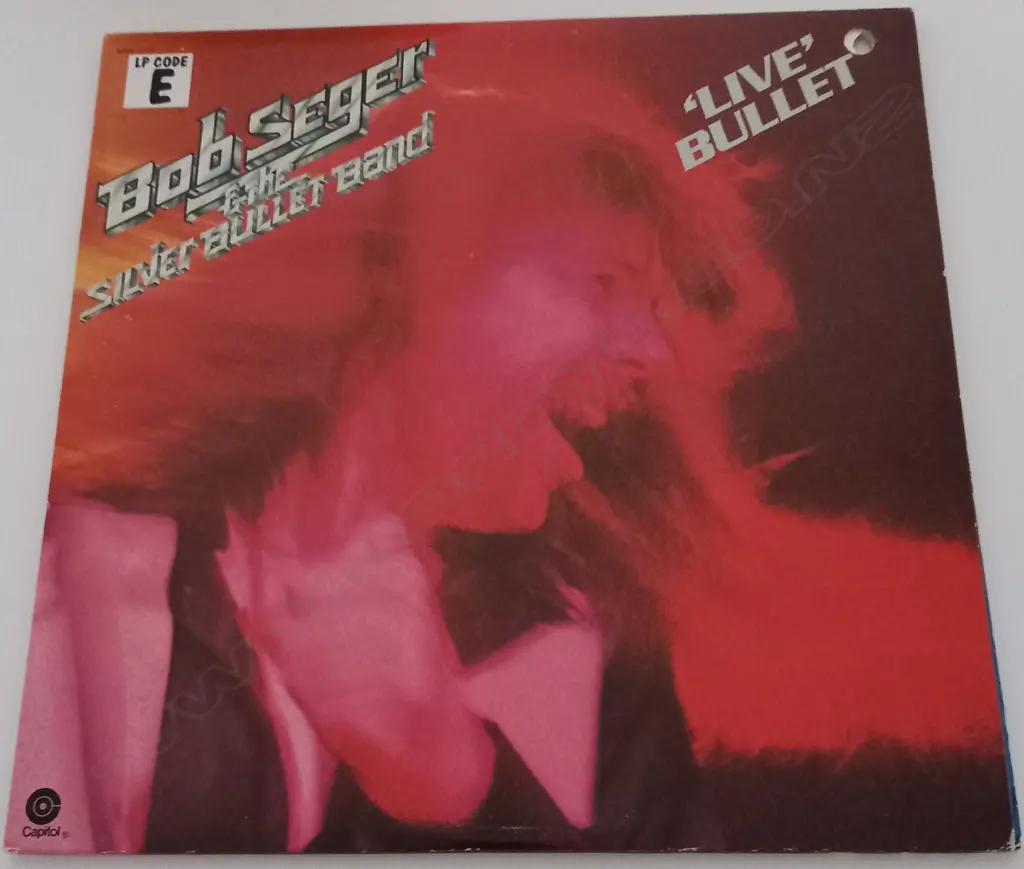 LP CODE
E
Bob Seger
& THE
SILVER BULLET BAND
'LIVE'
BULLET
Capitol